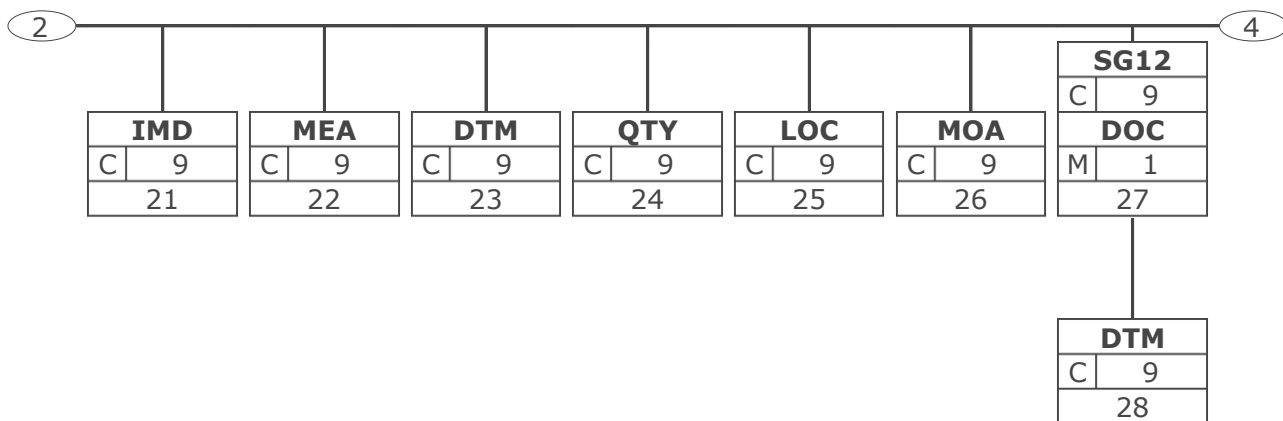 2 4
SG12
C 9
IMD MEA DTM QTY LOC MOA DOC
C 9 C 9 C 9 C 9 C 9 C 9 M 1
21 22 23 24 25 26 27
DTM
C 9
28